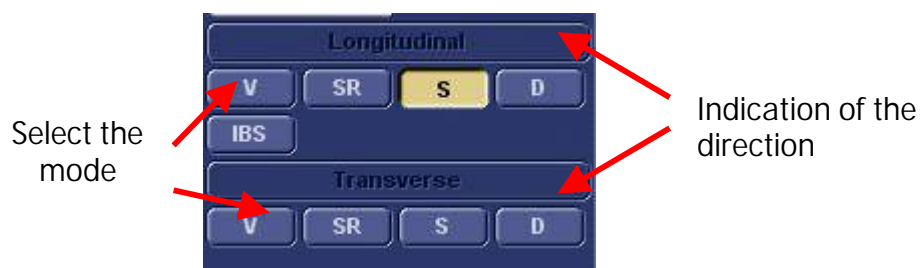 Longitudinal
V SR S D
IBS
Transverse
V SR S D
Select the
mode
Indication of the
direction